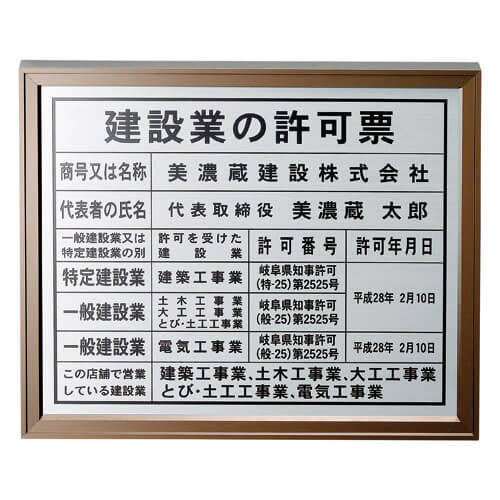 建設業の許可票
商号又は名称 美濃蔵建設株式会社
代表者の氏名 代表取締役 美濃蔵 太郎
一般建設業又は
特定建設業の別
許可を受けた
建設業
許可番号 許可年月日
特定建設業 建築工事業
岐阜県知事許可
(特-25)第2525号
一般建設業
土木工事業
大工工事業
とび・土工工事業
岐阜県知事許可
(般-25)第2525号
平成28年 2月10日
一般建設業 電気工事業
岐阜県知事許可
(般-25)第2525号
平成28年 2月10日
この店舗で営業
している建設業
建築工事業、土木工事業、大工工事業
とび・土工工事業、電気工事業